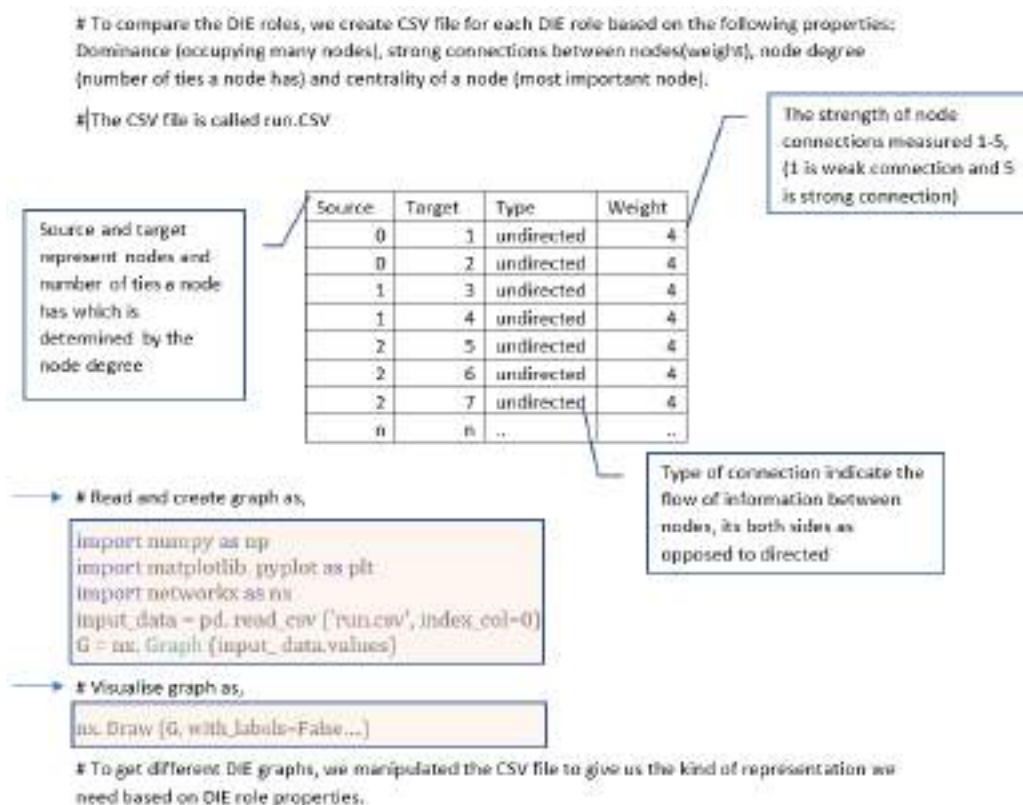 # To compare the DIE roles, we create CSV file for each DIE role based on the following properties:
Dominance (occupying many nodes), strong connections between nodes(weight), node degree
(number of ties a node has) and centrality of a node (most important node).
#The CSV file is called run.CSV
The strength of node
connections measured 1-5,
(1 is weak connection and 5
is strong connection)
Source and target
represent nodes and
number of ties a node
has which is
determined by the
node degree
Source Target Type Weight
0 1 undirected 4
0 2 undirected 4
1 3 undirected 4
1 4 undirected 4
2 5 undirected 4
2 6 undirected 4
2 7 undirected 4
n n .. ..
Type of connection indicate the
flow of information between
nodes, its both sides as
opposed to directed
# Read and create graph as,
import numpy as np
import matplotlib. pyplot as plt
import networkx as nx
input_data = pd. read_csv ('run.csv', index_col=0)
G = nx. Graph (input_ data.values)
# Visualise graph as,
nx. Draw (G, with_labels=False...)
# To get different DIE graphs, we manipulated the CSV file to give us the kind of representation we
need based on DIE role properties.